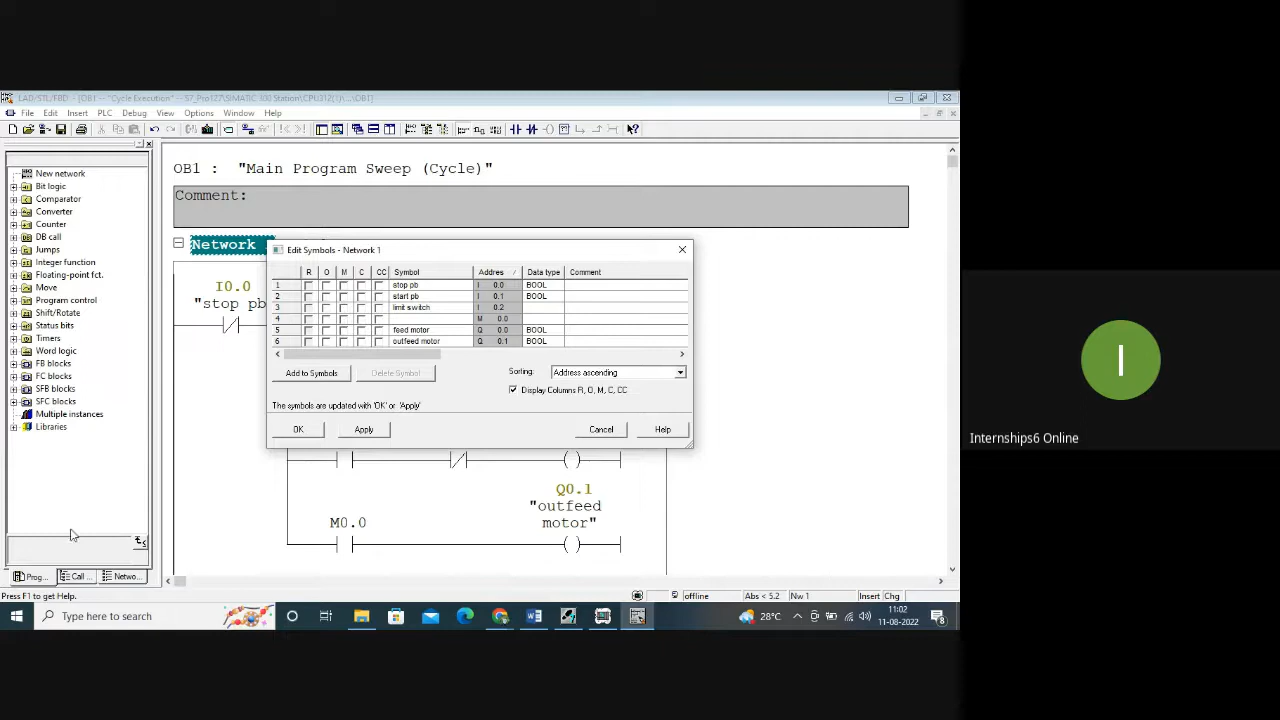 LAD/STL/FBD - [OB1 -- "Cycle Execution" -- S7_Pro127\SIMATIC 300 Station\CPU312(1)\...\OB1]
File Edit Insert PLC Debug View Options Window Help
OB1 : "Main Program Sweep (Cycle)"
Comment:
New network
Bit logic
Comparator
Converter
Counter
DB call
Jumps
Integer function
Floating-point fct.
Move
Program control
Shift/Rotate
Status bits
Timers
Word logic
FB blocks
FC blocks
SFB blocks
SFC blocks
Multiple instances
Libraries
Prog... Call ... Netwo...
Network
I0.0
"stop pb
Edit Symbols - Network 1
R O M C CC Symbol Addres / Data type Comment
1 stop pb I 0.0 BOOL
2 start pb I 0.1 BOOL
3 limit switch I 0.2
4 M 0.0
5 feed motor Q 0.0 BOOL
6 outfeed motor Q 0.1 BOOL
Add to Symbols Delete Symbol Sorting: Address ascending
Display Columns R, O, M, C, CC
The symbols are updated with 'OK' or 'Apply'
OK Apply Cancel Help
Q0.1
"outfeed
motor"
M0.0
Press F1 to get Help. offline Abs < 5.2 Nw 1 Insert Chg
Type here to search 28°C 11:02
11-08-2022
8
I
Internships6 Online